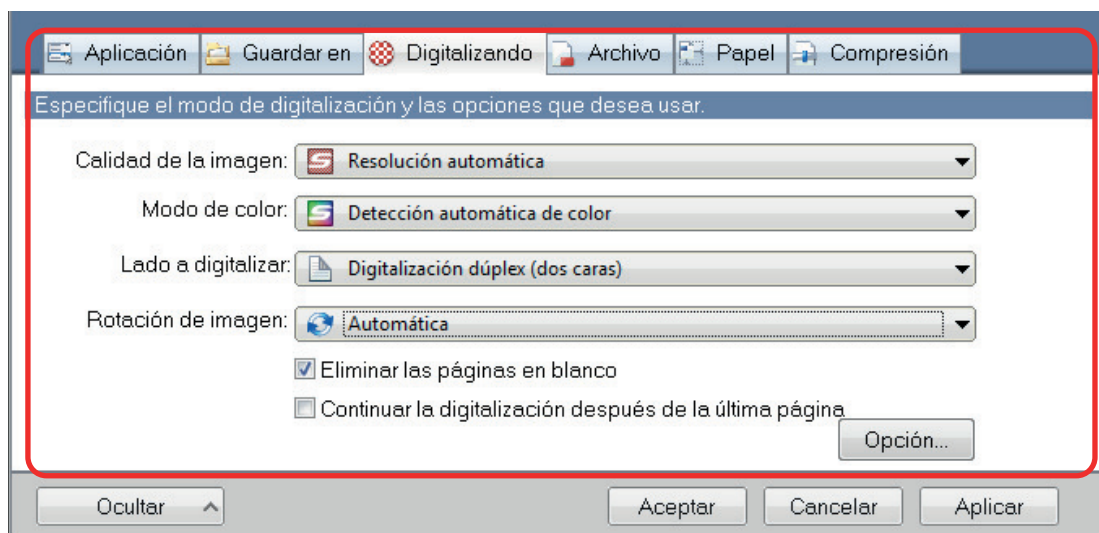 Aplicación Guardar en Digitalizando Archivo Papel Compresión
Especifique el modo de digitalización y las opciones que desea usar.
Calidad de la imagen: Resolución automática
Modo de color: Detección automática de color
Lado a digitalizar: Digitalización dúplex (dos caras)
Rotación de imagen: Automática
Eliminar las páginas en blanco
Continuar la digitalización después de la última página
Opción...
Ocultar Aceptar Cancelar Aplicar